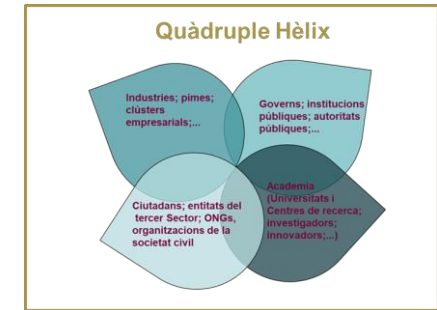 Quàdruple Hèlix
Industries; pimes;
clústers
empresarials;...
Governs; institucions
públiques; autoritats
públiques;...
Ciutadans; entitats del
tercer Sector; ONGs,
organitzacions de la
societat civil
Academia
(Universitats i
Centres de recerca;
investigadors;
innovadors;...)